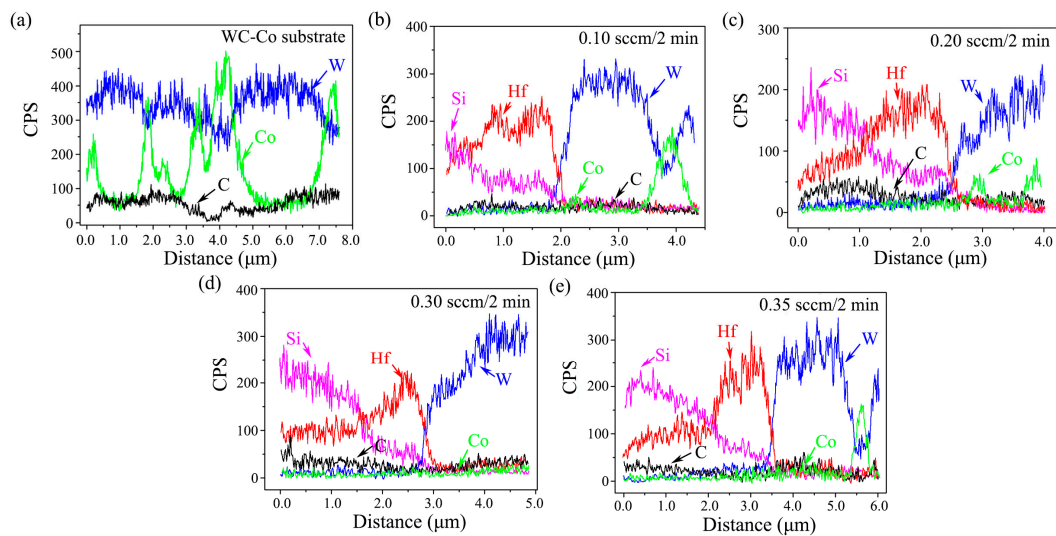 (a)
WC-Co substrate
500
400
300
200
100
0
CPS
W
Co
C
0.0 1.0 2.0 3.0 4.0 5.0 6.0 7.0 8.0
Distance (μm)
(b)
0.10 sccm/2 min
400
300
200
100
0
CPS
Si
Hf
W
Co
C
0.0 1.0 2.0 3.0 4.0
Distance (μm)
(c)
0.20 sccm/2 min
300
200
100
0
CPS
Si
Hf
W
C
Co
0.0 1.0 2.0 3.0 4.0
Distance (μm)
(d)
0.30 sccm/2 min
400
300
200
100
0
CPS
Si
Hf
W
C
Co
0.0 1.0 2.0 3.0 4.0 5.0
Distance (μm)
(e)
0.35 sccm/2 min
400
300
200
100
0
CPS
Si
Hf
W
C
Co
0.0 1.0 2.0 3.0 4.0 5.0 6.0
Distance (μm)